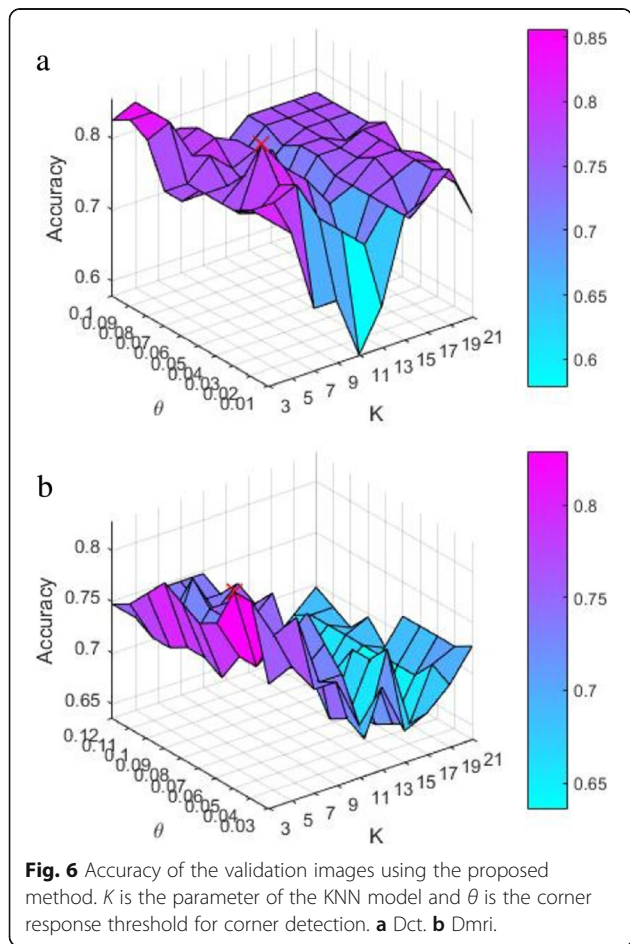 a
0.8
0.7
0.6
Accuracy
0.1
0.09
0.08
0.07
0.06
0.05
0.04
0.03
0.02
0.01
θ
3 5 7 9 11 13 15 17 19 21
K
0.85
0.8
0.75
0.7
0.65
0.6
b
0.8
0.75
0.7
0.65
Accuracy
0.12
0.11
0.1
0.09
0.08
0.07
0.06
0.05
0.04
0.03
θ
3 5 7 9 11 13 15 17 19 21
K
0.8
0.75
0.7
0.65
Fig. 6 Accuracy of the validation images using the proposed
method. K is the parameter of the KNN model and θ is the corner
response threshold for corner detection. a Dct. b Dmri.